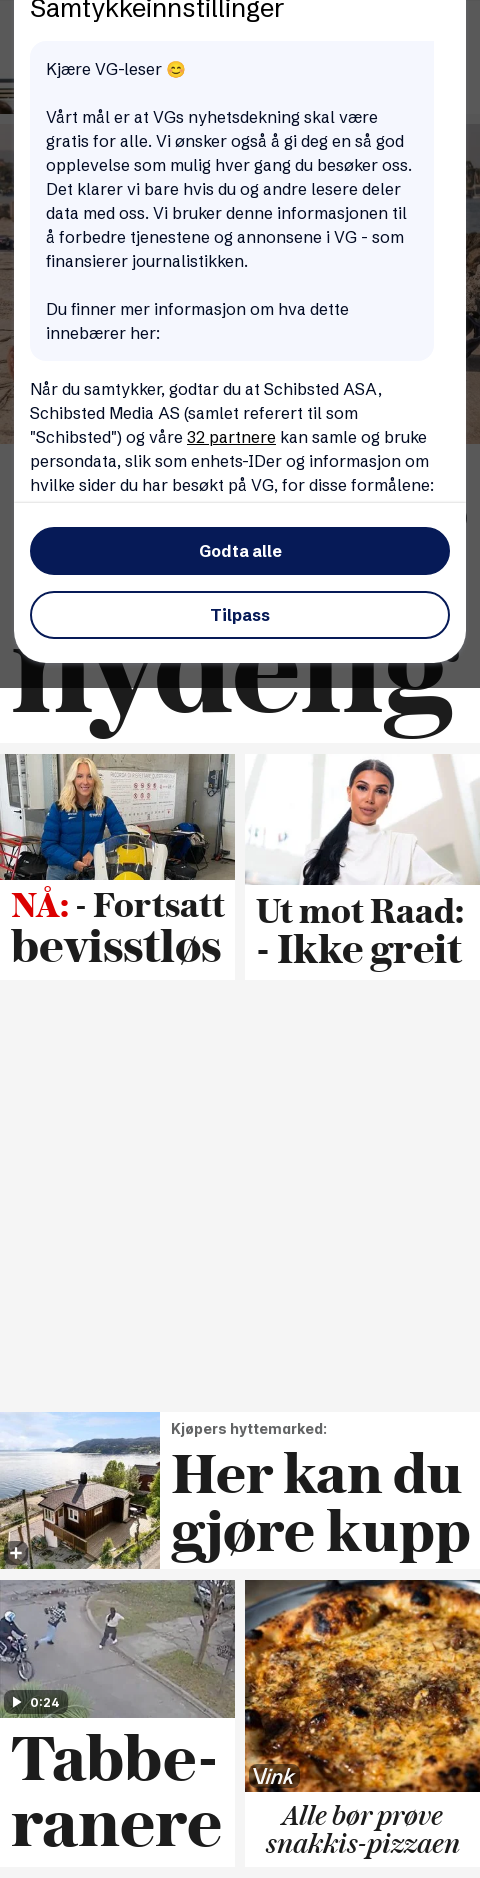 Samtykkeinnstillinger
Kjære VG-leser 😊
Vårt mål er at VGs nyhetsdekning skal være
gratis for alle. Vi ønsker også å gi deg en så god
opplevelse som mulig hver gang du besøker oss.
Det klarer vi bare hvis du og andre lesere deler
data med oss. Vi bruker denne informasjonen til
å forbedre tjenestene og annonsene i VG - som
finansierer journalistikken.
Du finner mer informasjon om hva dette
innebærer her:
Når du samtykker, godtar du at Schibsted ASA,
Schibsted Media AS (samlet referert til som
"Schibsted") og våre 32 partnere kan samle og bruke
persondata, slik som enhets-IDer og informasjon om
hvilke sider du har besøkt på VG, for disse formålene:
Godta alle
Tilpass
nydelig
NÅ: - Fortsatt
bevisstløs
Ut mot Raad:
- Ikke greit
Kjøpers hyttemarked:
Her kan du
gjøre kupp
0:24
Tabbe-
ranere
Vink
Alle bør prøve
snakkis-pizzaen